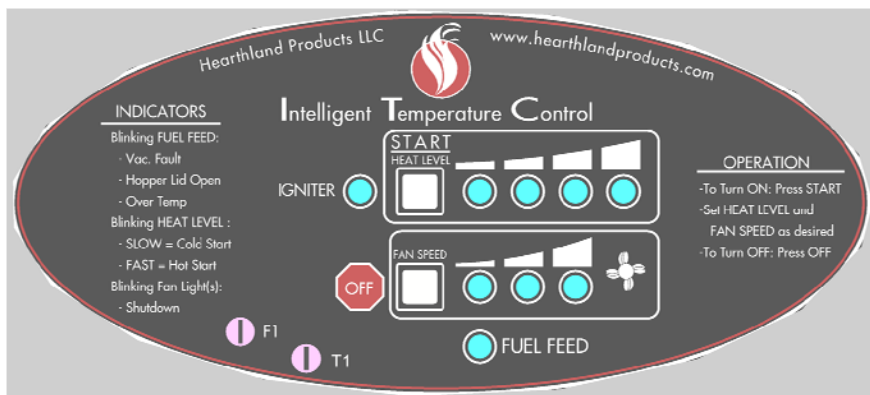 Hearthland Products LLC
www.hearthlandproducts.com
Intelligent Temperature Control
INDICATORS
Blinking FUEL FEED:
- Vac. Fault
- Hopper Lid Open
- Over Temp
Blinking HEAT LEVEL :
- SLOW = Cold Start
- FAST = Hot Start
Blinking Fan Light(s):
- Shutdown
START
HEAT LEVEL
IGNITER
FAN SPEED
OFF
FUEL FEED
F1
T1
OPERATION
-To Turn ON: Press START
-Set HEAT LEVEL and
FAN SPEED as desired
-To Turn OFF: Press OFF